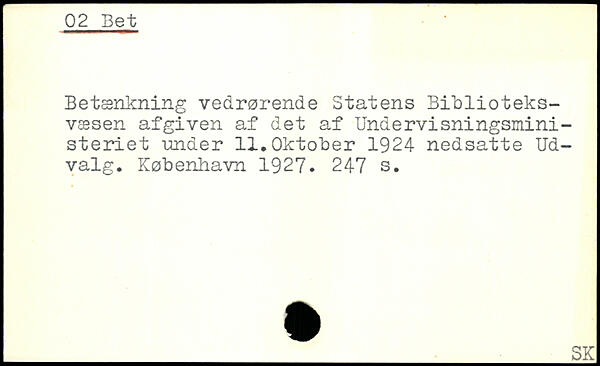 02 Bet
Betænkning vedrørende Statens Biblioteks-
væsen afgiven af det af Undervisningsmini-
steriet under 11.Oktober 1924 nedsatte Ud-
valg. København 1927. 247 s.
SK